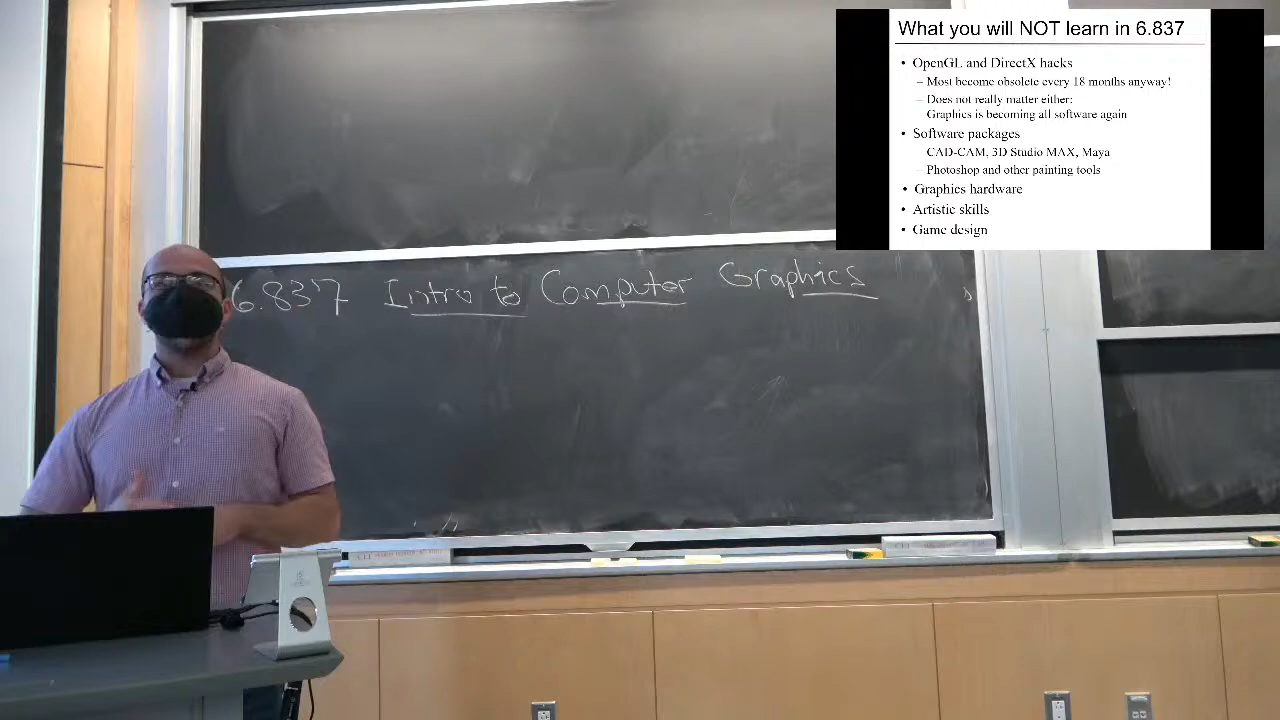 What you will NOT learn in 6.837
• OpenGL and DirectX hacks
– Most become obsolete every 18 months anyway!
– Does not really matter either:
Graphics is becoming all software again
• Software packages
CAD-CAM, 3D Studio MAX, Maya
– Photoshop and other painting tools
• Graphics hardware
• Artistic skills
• Game design
6.837 Intro to Computer Graphics